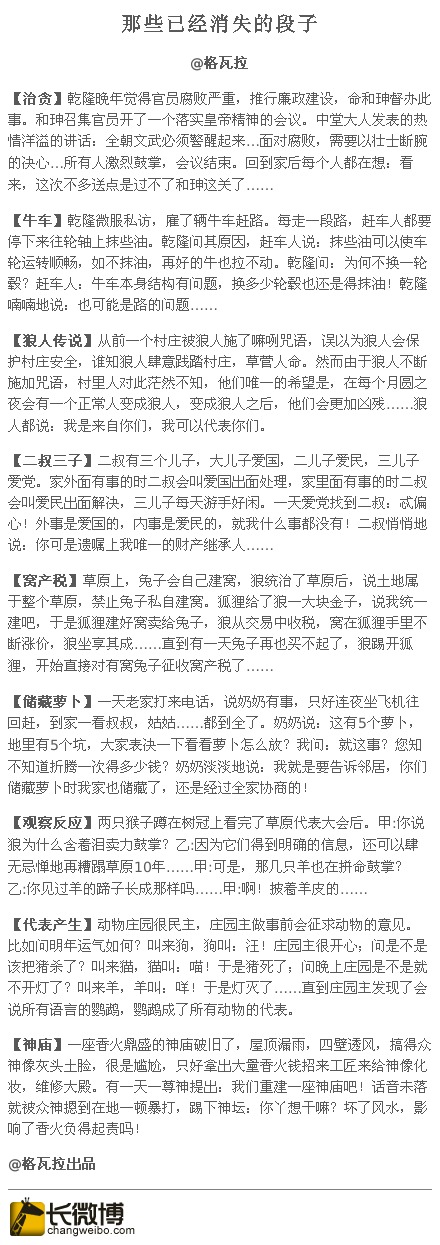 那些已经消失的段子
@格瓦拉
【治贪】乾隆晚年觉得官员腐败严重，推行廉政建设，命和珅督办此
事。和珅召集官员开了一个落实皇帝精神的会议。中堂大人发表的热
情洋溢的讲话：全朝文武必须警醒起来…面对腐败，需要以壮士断腕
的决心…所有人激烈鼓掌，会议结束。回到家后每个人都在想：看
来，这次不多送点是过不了和珅这关了……
【牛车】乾隆微服私访，雇了辆牛车赶路。每走一段路，赶车人都要
停下来往轮轴上抹些油。乾隆问其原因，赶车人说：抹些油可以使车
轮运转顺畅，如不抹油，再好的牛也拉不动。乾隆问：为何不换一轮
毂？赶车人：牛车本身结构有问题，换多少轮毂也还是得抹油！乾隆
喃喃地说：也可能是路的问题……
【狼人传说】从前一个村庄被狼人施了嘛咧咒语，误以为狼人会保
护村庄安全，谁知狼人肆意践踏村庄，草菅人命。然而由于狼人不断
施加咒语，村里人对此茫然不知，他们唯一的希望是，在每个月圆之
夜会有一个正常人变成狼人，变成狼人之后，他们会更加凶残……狼
人都说：我是来自你们，我可以代表你们。
【二叔三子】二叔有三个儿子，大儿子爱国，二儿子爱民，三儿子
爱党。家外面有事的时二叔会叫爱国出面处理，家里面有事的时二叔
会叫爱民出面解决，三儿子每天游手好闲。一天爱党找到二叔：忒偏
心！外事是爱国的，内事是爱民的，就我什么事都没有！二叔悄悄地
说：你可是遗嘱上我唯一的财产继承人……
【窝产税】草原上，兔子会自己建窝，狼统治了草原后，说土地属
于整个草原，禁止兔子私自建窝。狐狸给了狼一大块金子，说我统一
建吧，于是狐狸建好窝卖给兔子，狼从交易中收税，窝在狐狸手里不
断涨价，狼坐享其成……直到有一天兔子再也买不起了，狼踢开狐
狸，开始直接对有窝兔子征收窝产税了……
【储藏萝卜】一天老家打来电话，说奶奶有事，只好连夜坐飞机往
回赶，到家一看叔叔，姑姑……都到全了。奶奶说：这有5个萝卜，
地里有5个坑，大家表决一下看看萝卜怎么放？我问：就这事？您知
不知道折腾一次得多少钱？奶奶淡淡地说：我就是要告诉邻居，你们
储藏萝卜时我家也储藏了，还是经过全家协商的！
【观察反应】两只猴子蹲在树冠上看完了草原代表大会后。甲:你说
狼为什么含着泪卖力鼓掌？乙:因为它们得到明确的信息，还可以肆
无忌惮地再糟蹋草原10年……甲:可是，那几只羊也在拼命鼓掌？
乙:你见过羊的蹄子长成那样吗……甲:啊！披着羊皮的……
【代表产生】动物庄园很民主，庄园主做事前会征求动物的意见。
比如问明年运气如何？叫来狗，狗叫：汪！庄园主很开心；问是不是
该把猪杀了？叫来猫，猫叫：喵！于是猪死了；问晚上庄园是不是就
不开灯了？叫来羊，羊叫：咩！于是灯灭了……直到庄园主发现了会
说所有语言的鹦鹉，鹦鹉成了所有动物的代表。
【神庙】一座香火鼎盛的神庙破旧了，屋顶漏雨，四壁透风，搞得众
神像灰头土脸，很是尴尬，只好拿出大量香火钱招来工匠来给神像化
妆，维修大殿。有一天一尊神提出：我们重建一座神庙吧！话音未落
就被众神摁到在地一顿暴打，踢下神坛：你丫想干嘛？坏了风水，影
响了香火负得起责吗！
@格瓦拉出品
长微博
changweibo.com